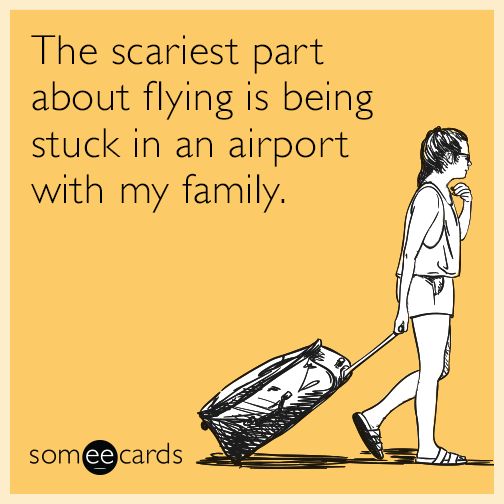 The scariest part
about flying is being
stuck in an airport
with my family.
someecards